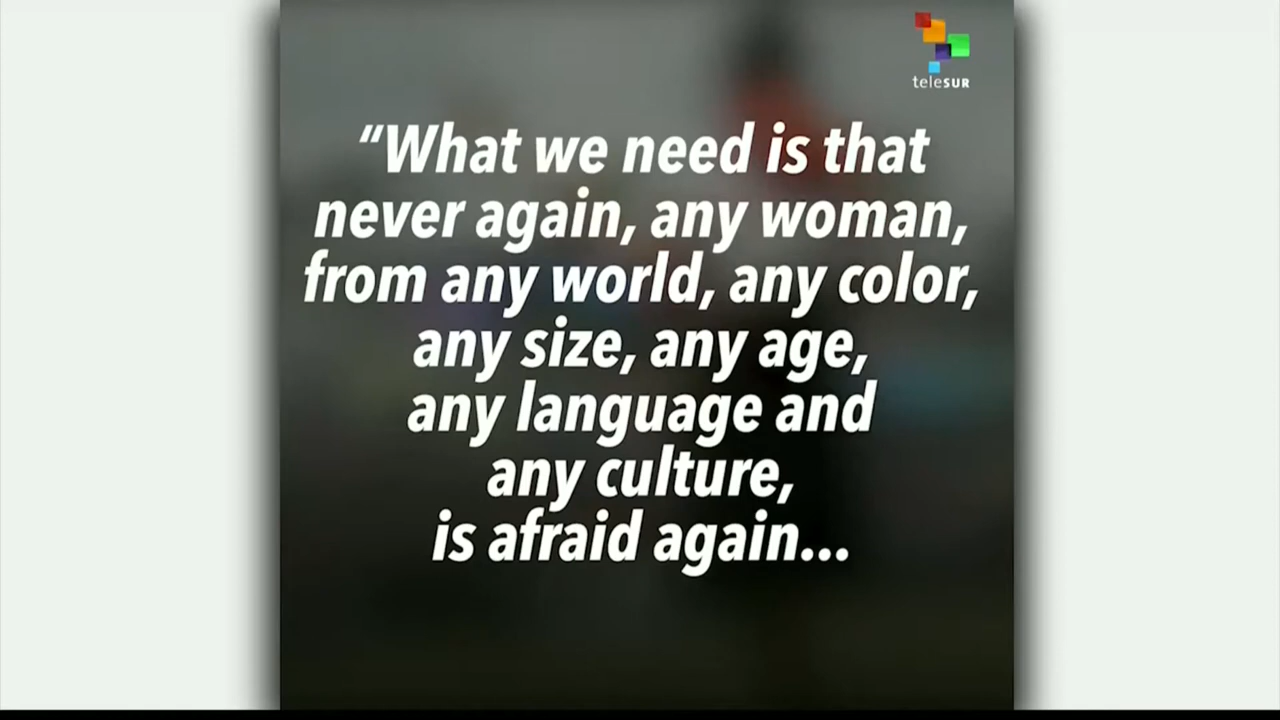 teleSUR
“What we need is that
never again, any woman,
from any world, any color,
any size, any age,
any language and
any culture,
is afraid again...